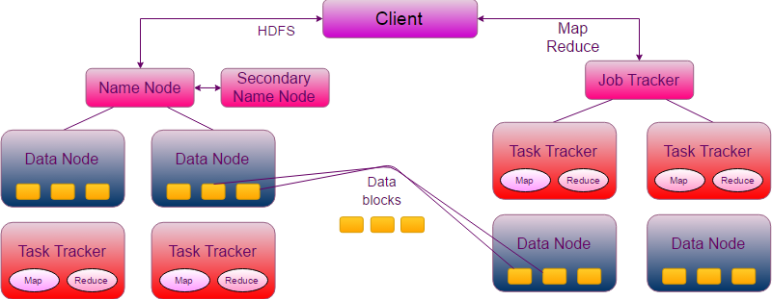 Client
HDFS
Map
Reduce
Name Node
Secondary
Name Node
Job Tracker
Data Node
Data Node
Task Tracker
Map
Reduce
Task Tracker
Map
Reduce
Data
blocks
Task Tracker
Map
Reduce
Task Tracker
Map
Reduce
Data Node
Data Node